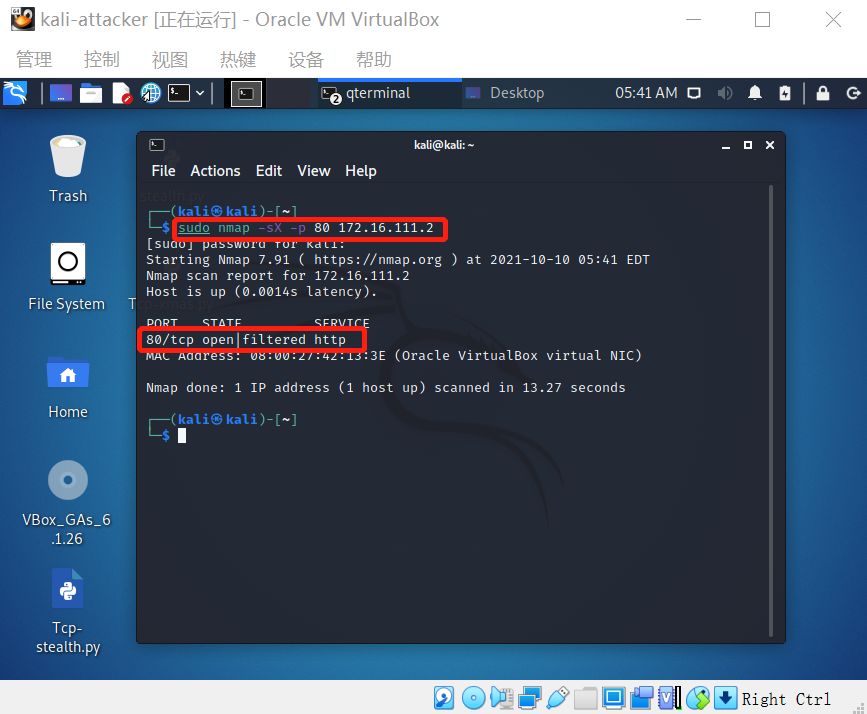 kali-attacker [正在运行] - Oracle VM VirtualBox
管理 控制 视图 热键 设备 帮助
qterminal
Desktop
05:41 AM
kali@kali: ~
File Actions Edit View Help
Trash
File System
Home
VBox_GAs_6
.1.26
Tcp-
stealth.py
┌──(kali㉿kali)-[~]
└─$ sudo nmap -sX -p 80 172.16.111.2
[sudo] password for kali:
Starting Nmap 7.91 ( https://nmap.org ) at 2021-10-10 05:41 EDT
Nmap scan report for 172.16.111.2
Host is up (0.0014s latency).
PORT STATE SERVICE
80/tcp open|filtered http
MAC Address: 08:00:27:42:13:3E (Oracle VirtualBox virtual NIC)
Nmap done: 1 IP address (1 host up) scanned in 13.27 seconds
┌──(kali㉿kali)-[~]
└─$
Right Ctrl